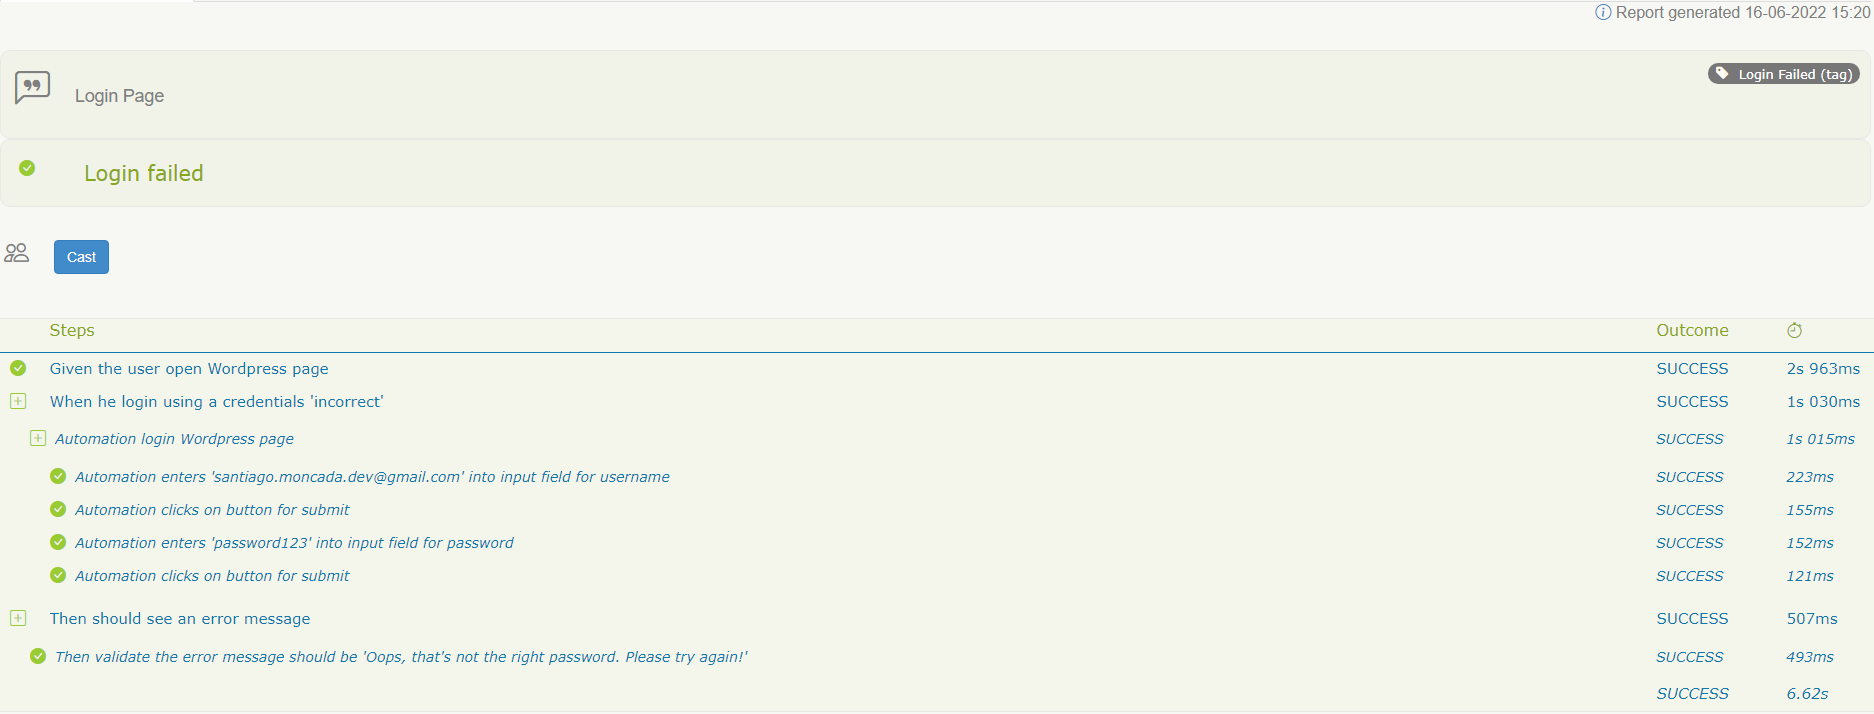 Report generated 16-06-2022 15:20
Login Page
Login Failed (tag)
Login failed
Cast
Steps Outcome
Given the user open Wordpress page SUCCESS 2s 963ms
When he login using a credentials 'incorrect' SUCCESS 1s 030ms
Automation login Wordpress page SUCCESS 1s 015ms
Automation enters 'santiago.moncada.dev@gmail.com' into input field for username SUCCESS 223ms
Automation clicks on button for submit SUCCESS 155ms
Automation enters 'password123' into input field for password SUCCESS 152ms
Automation clicks on button for submit SUCCESS 121ms
Then should see an error message SUCCESS 507ms
Then validate the error message should be 'Oops, that's not the right password. Please try again!' SUCCESS 493ms
SUCCESS 6.62s